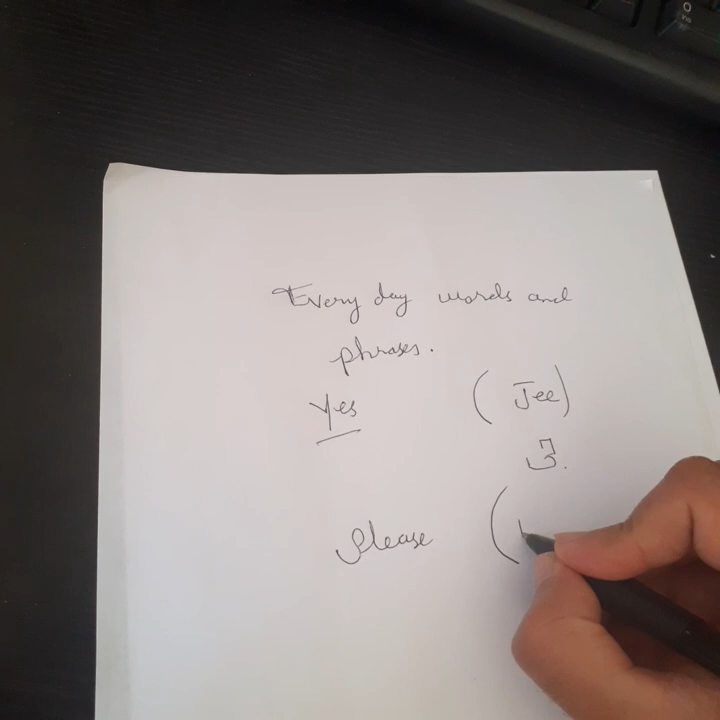 Every day words and
phrases.
Yes (Jee)
Please (